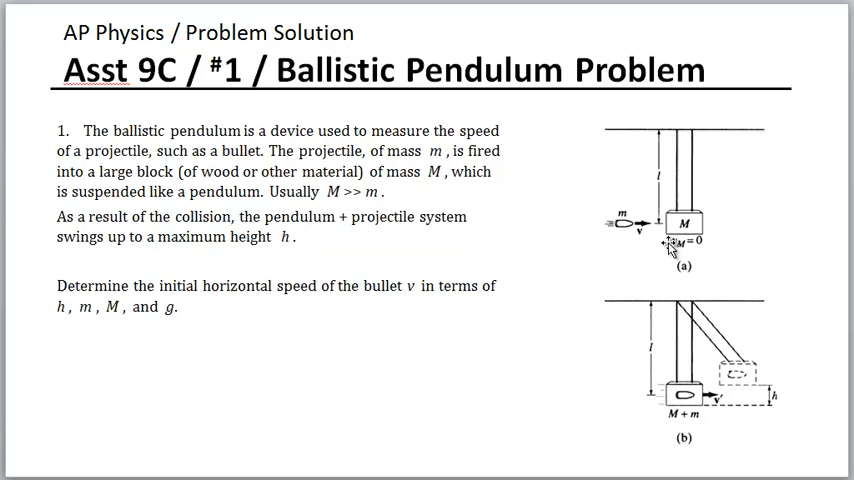 AP Physics / Problem Solution
Asst 9C / #1 / Ballistic Pendulum Problem
1. The ballistic pendulum is a device used to measure the speed
of a projectile, such as a bullet. The projectile, of mass m , is fired
into a large block (of wood or other material) of mass M , which
is suspended like a pendulum. Usually M >> m .
As a result of the collision, the pendulum + projectile system
swings up to a maximum height h .
Determine the initial horizontal speed of the bullet v in terms of
h , m , M , and g.
l
m
M
v
M = 0
(a)
l
h
v'
M + m
(b)